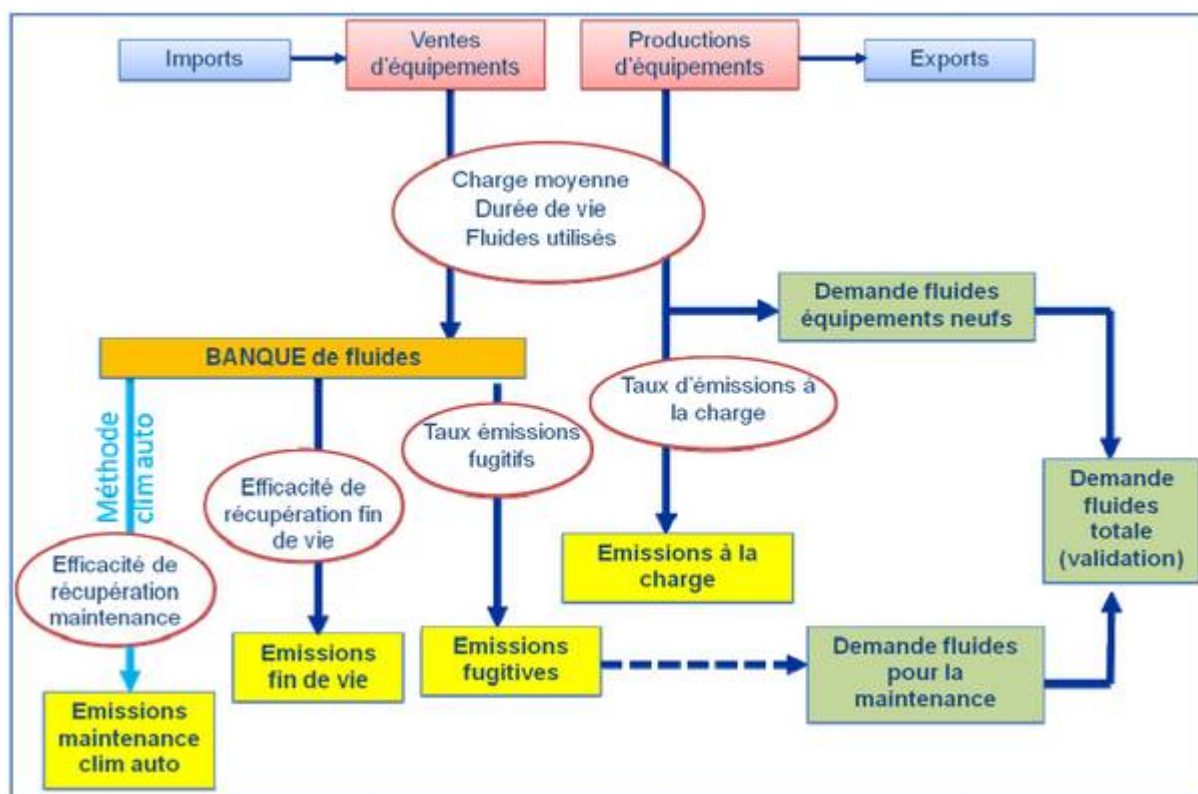 Imports
Ventes
d'équipements
Productions
d'équipements
Exports
Charge moyenne
Durée de vie
Fluides utilisés
Demande fluides
équipements neufs
BANQUE de fluides
Taux d'émissions á
la charge
Méthode
clim auto
Taux émissions
fugitifs
Efficacité de
récupération fin
de vie
Demande
fluides
totale
(validation)
Efficacité de
récupération
maintenance
Emissions à la
charge
Emissions
fin de vie
Emissions
fugitives
Demande fluides
pour la
maintenance
Emissions
maintenance
clim auto